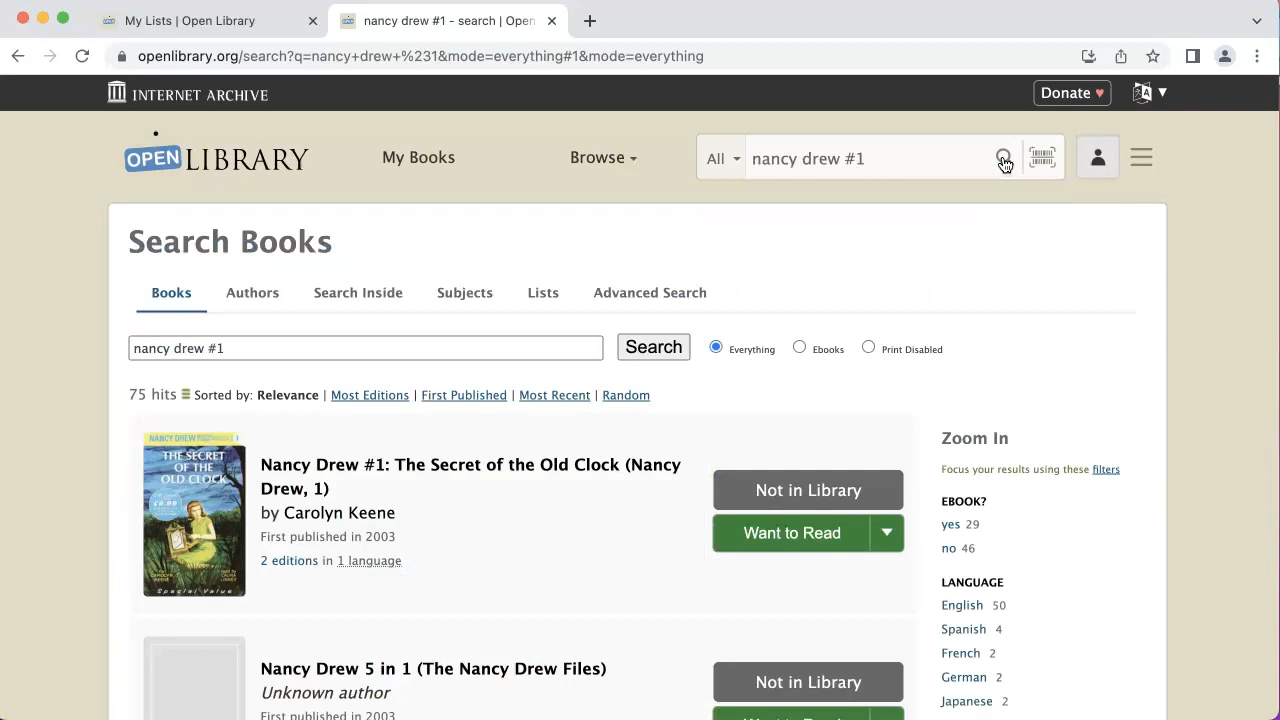 My Lists | Open Library
nancy drew #1 - search | Open
openlibrary.org/search?q=nancy+drew+%231&mode=everything#1&mode=everything
INTERNET ARCHIVE
Donate ♥
OPEN LIBRARY
My Books
Browse
All
nancy drew #1
Search Books
Books
Authors
Search Inside
Subjects
Lists
Advanced Search
nancy drew #1
Search
Everything
Ebooks
Print Disabled
75 hits Sorted by: Relevance | Most Editions | First Published | Most Recent | Random
THE SECRET
OF THE
OLD CLOCK
Special Value
Nancy Drew #1: The Secret of the Old Clock (Nancy
Drew, 1)
by Carolyn Keene
First published in 2003
2 editions in 1 language
Not in Library
Want to Read
Nancy Drew 5 in 1 (The Nancy Drew Files)
Unknown author
First published in 2003
Not in Library
Zoom In
Focus your results using these filters
EBOOK?
yes 29
no 46
LANGUAGE
English 50
Spanish 4
French 2
German 2
Japanese 2